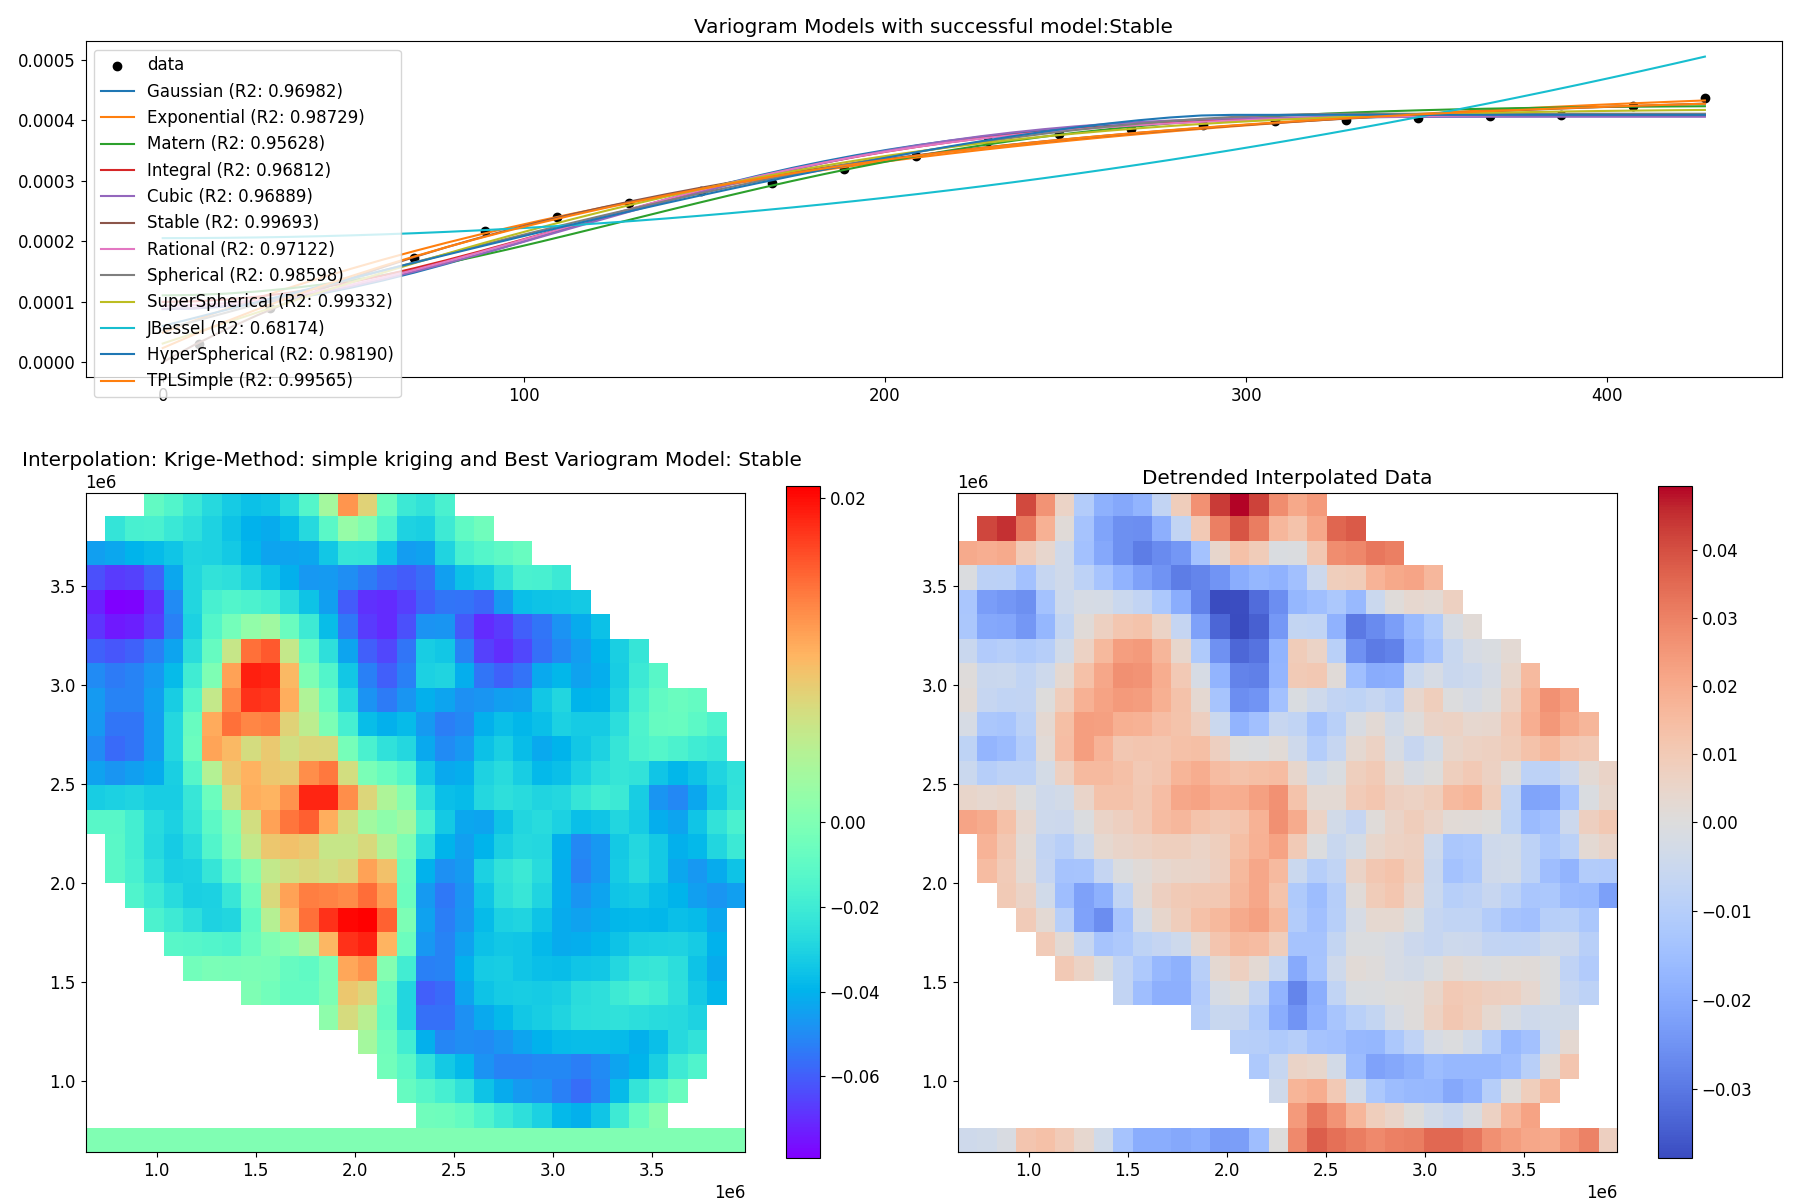 Variogram Models with successful model:Stable
0.0005
0.0004
0.0003
0.0002
0.0001
0.0000
data
Gaussian (R2: 0.96982)
Exponential (R2: 0.98729)
Matern (R2: 0.95628)
Integral (R2: 0.96812)
Cubic (R2: 0.96889)
Stable (R2: 0.99693)
Rational (R2: 0.97122)
Spherical (R2: 0.98598)
SuperSpherical (R2: 0.99332)
JBessel (R2: 0.68174)
HyperSpherical (R2: 0.98190)
TPLSimple (R2: 0.99565)
0 100 200 300 400
Interpolation: Krige-Method: simple kriging and Best Variogram Model: Stable
1e6
3.5
3.0
2.5
2.0
1.5
1.0
1.0 1.5 2.0 2.5 3.0 3.5
1e6
0.02
0.00
−0.02
−0.04
−0.06
Detrended Interpolated Data
1e6
3.5
3.0
2.5
2.0
1.5
1.0
1.0 1.5 2.0 2.5 3.0 3.5
1e6
0.04
0.03
0.02
0.01
0.00
−0.01
−0.02
−0.03